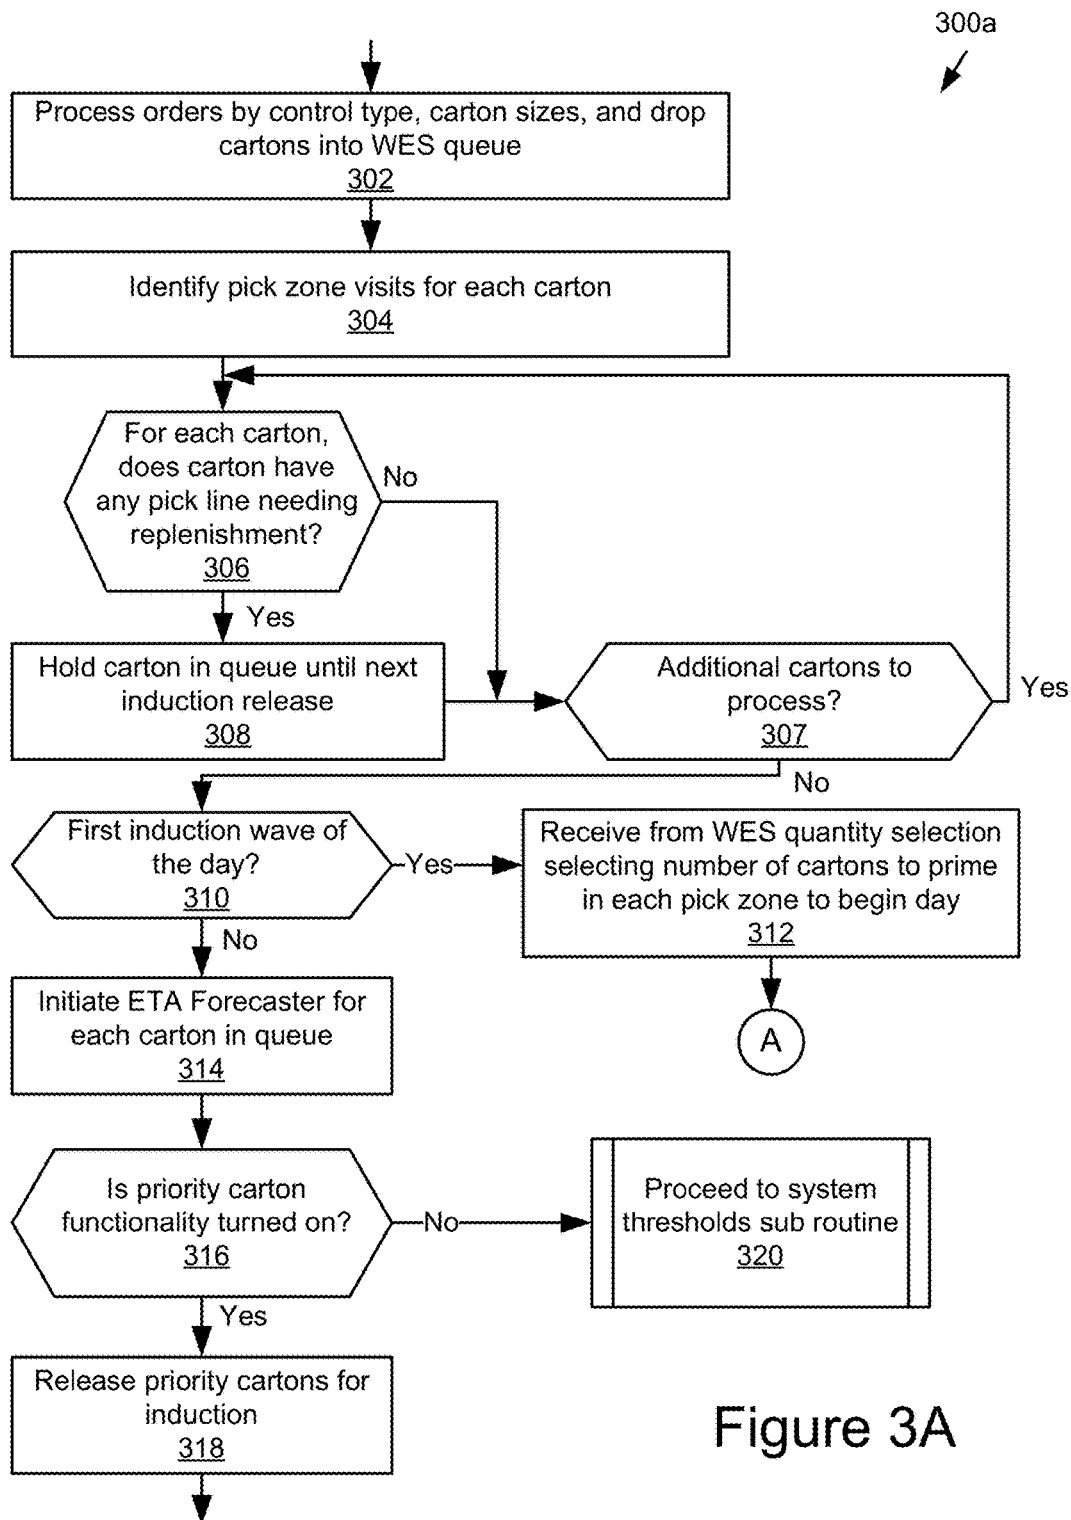 300a
Process orders by control type, carton sizes, and drop
cartons into WES queue
302
Identify pick zone visits for each carton
304
For each carton,
does carton have
any pick line needing
replenishment?
306
No
Yes
Hold carton in queue until next
induction release
308
Additional cartons to
process?
307
Yes
No
First induction wave of
the day?
310
Yes
Receive from WES quantity selection
selecting number of cartons to prime
in each pick zone to begin day
312
No
A
Initiate ETA Forecaster for
each carton in queue
314
Is priority carton
functionality turned on?
316
No
Proceed to system
thresholds sub routine
320
Yes
Release priority cartons for
induction
318
Figure 3A